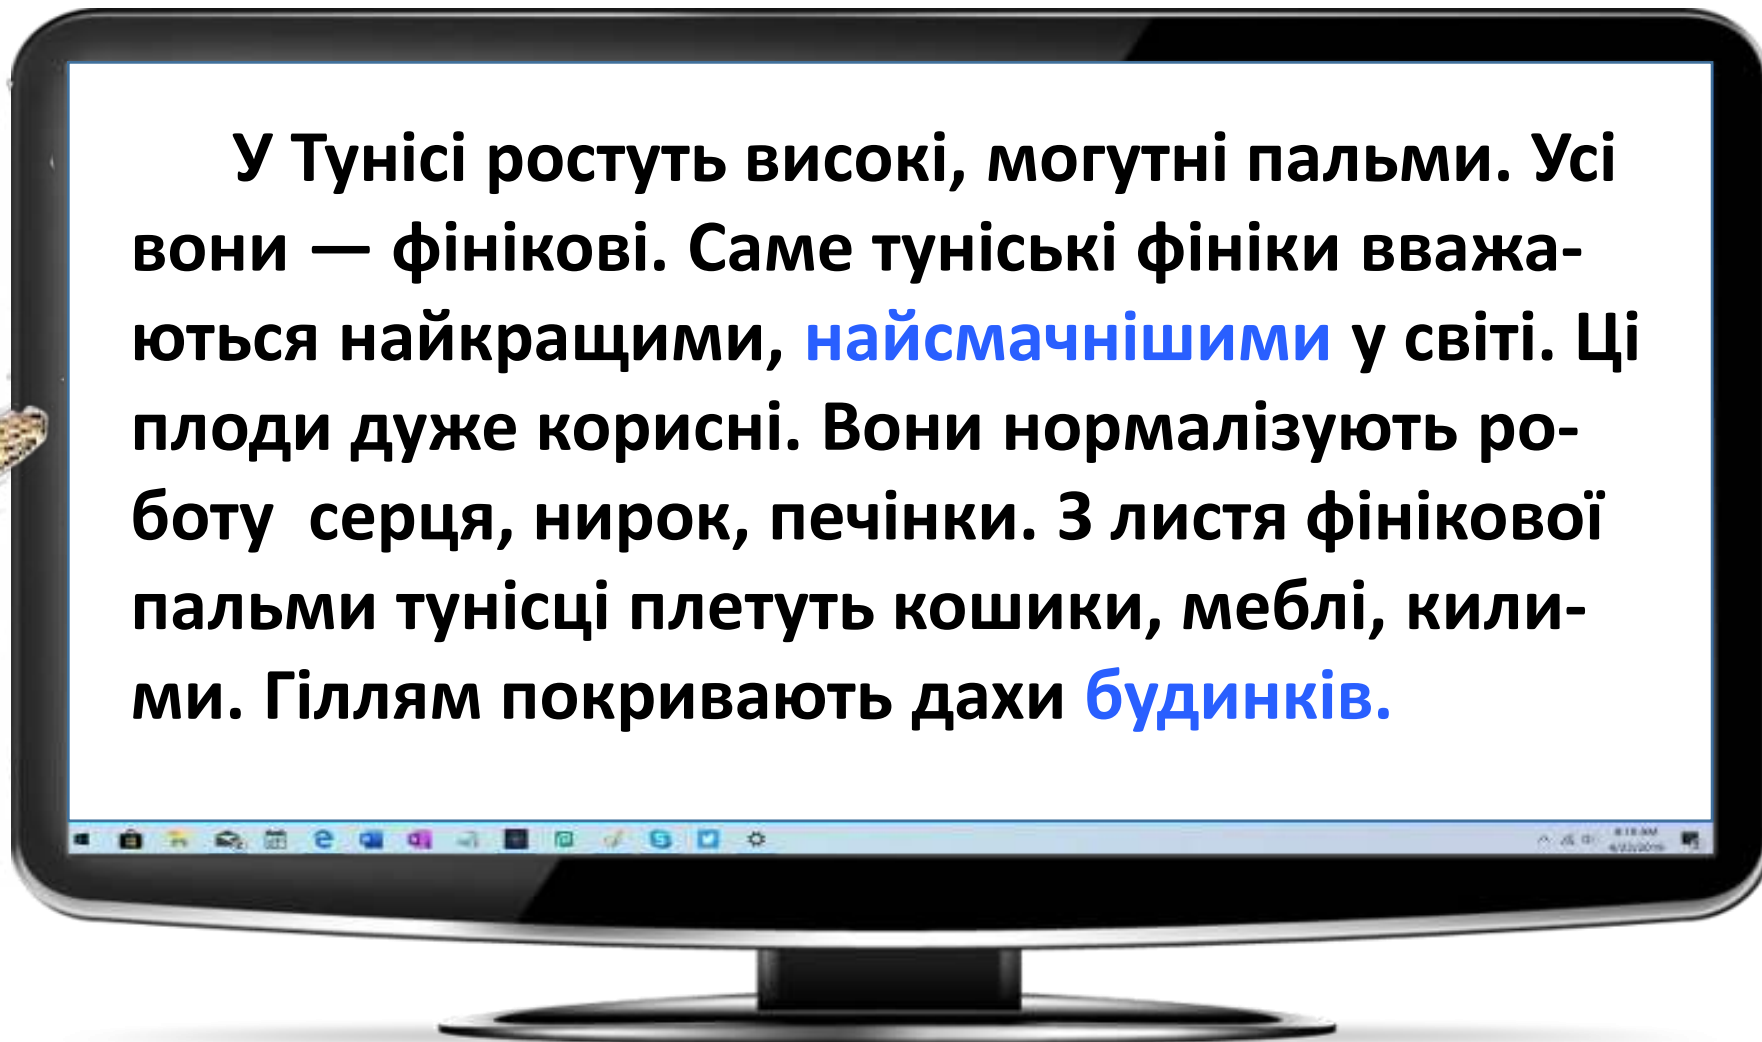 У Тунісі ростуть високі, могутні пальми. Усі
вони — фінікові. Саме туніські фініки вважа-
ються найкращими, найсмачнішими у світі. Ці
плоди дуже корисні. Вони нормалізують ро-
боту серця, нирок, печінки. З листя фінікової
пальми тунісці плетуть кошики, меблі, кили-
ми. Гіллям покривають дахи будинків.